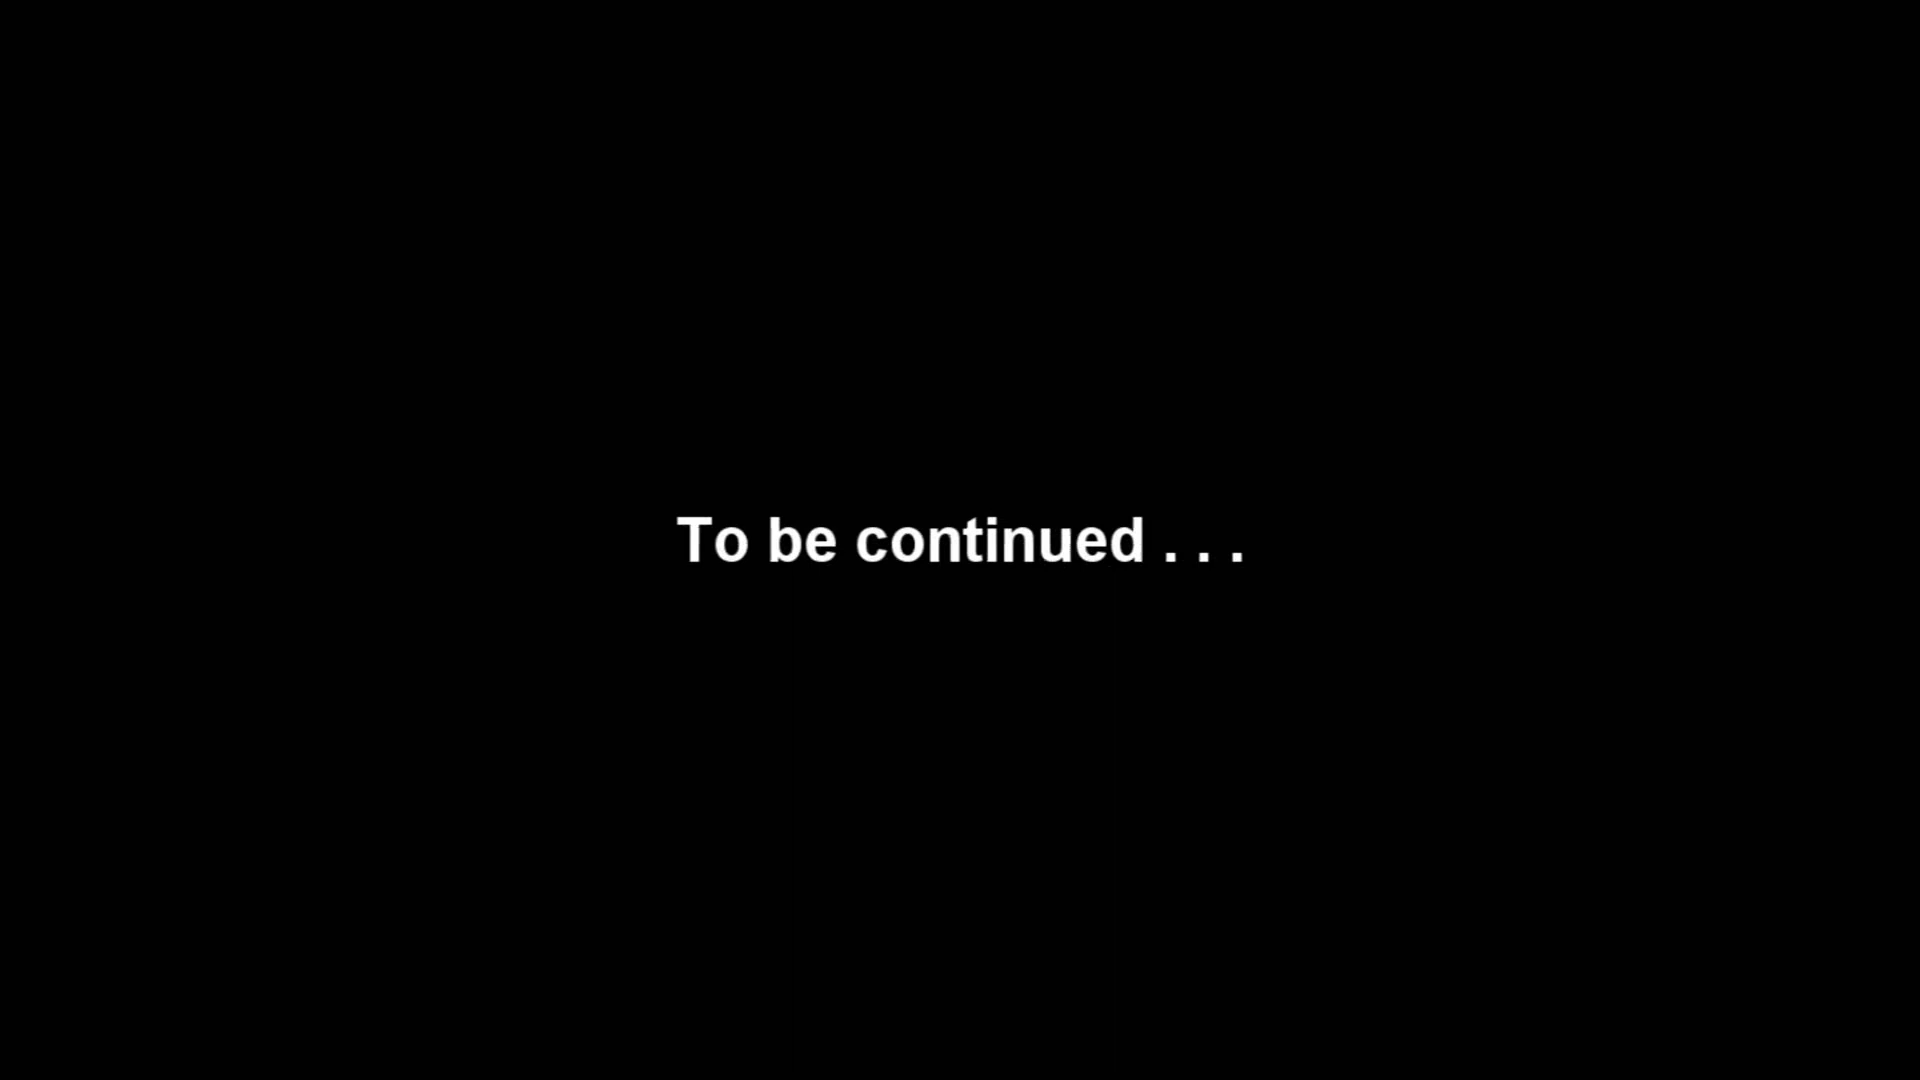 To be continued . . .